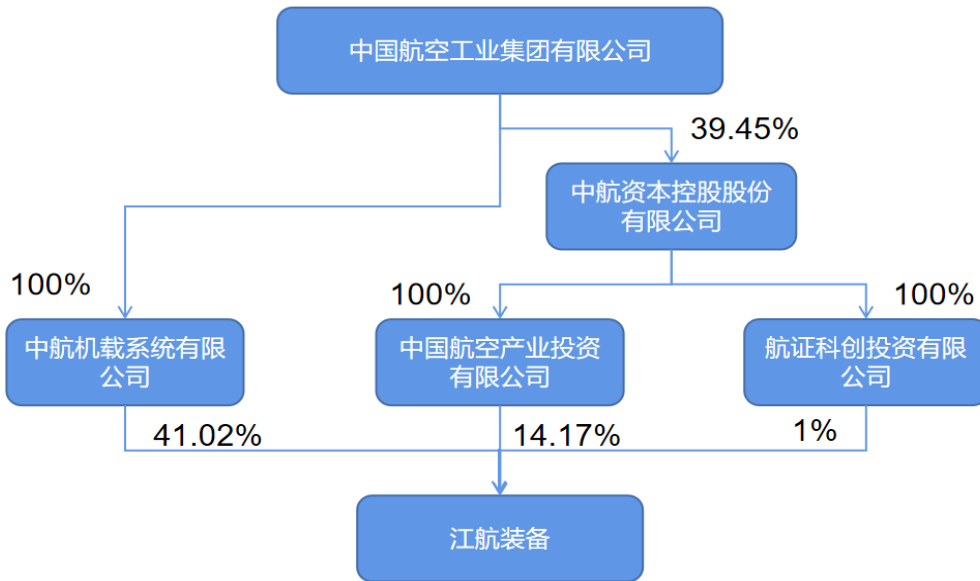 中国航空工业集团有限公司
39.45%
中航资本控股股份
有限公司
100%
100%
100%
中航机载系统有限
公司
中国航空产业投资
有限公司
航证科创投资有限
公司
41.02%
14.17%
1%
江航装备